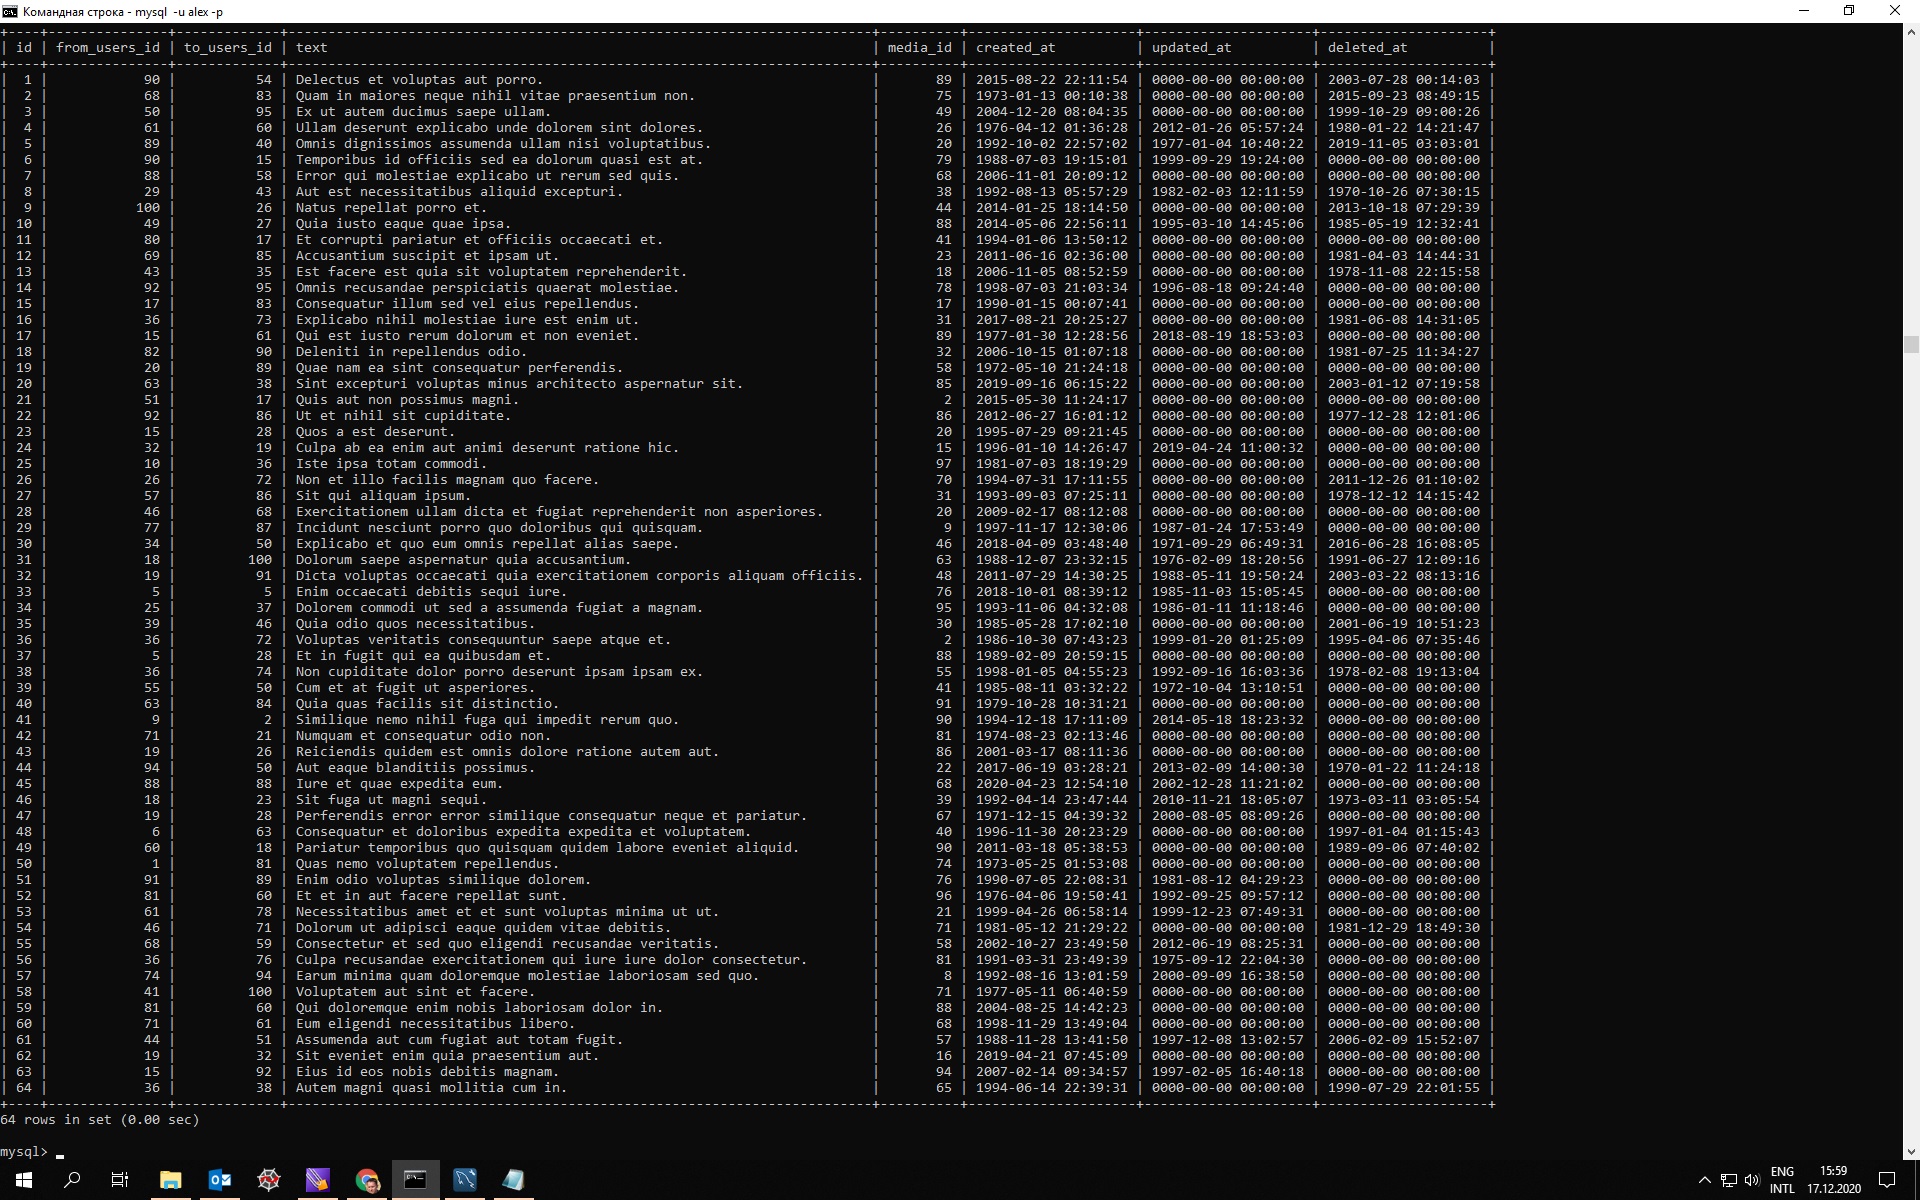 Командная строка - mysql  -u alex -p
| id | from_users_id | to_users_id | text | media_id | created_at | updated_at | deleted_at |
| 1 | 90 | 54 | Delectus et voluptas aut porro. | 89 | 2015-08-22 22:11:54 | 0000-00-00 00:00:00 | 2003-07-28 00:14:03 |
| 2 | 68 | 83 | Quam in maiores neque nihil vitae praesentium non. | 75 | 1973-01-13 00:10:38 | 0000-00-00 00:00:00 | 2015-09-23 08:49:15 |
| 3 | 50 | 95 | Ex ut autem ducimus saepe ullam. | 49 | 2004-12-20 08:04:35 | 0000-00-00 00:00:00 | 1999-10-29 09:00:26 |
| 4 | 61 | 60 | Ullam deserunt explicabo unde dolorem sint dolores. | 26 | 1976-04-12 01:36:28 | 2012-01-26 05:57:24 | 1980-01-22 14:21:47 |
| 5 | 89 | 40 | Omnis dignissimos assumenda ullam nisi voluptatibus. | 20 | 1992-10-02 22:57:02 | 1977-01-04 10:40:22 | 2019-11-05 03:03:01 |
| 6 | 90 | 15 | Temporibus id officiis sed ea dolorum quasi est at. | 79 | 1988-07-03 19:15:01 | 1999-09-29 19:24:00 | 0000-00-00 00:00:00 |
| 7 | 88 | 58 | Error qui molestiae explicabo ut rerum sed quis. | 68 | 2006-11-01 20:09:12 | 0000-00-00 00:00:00 | 0000-00-00 00:00:00 |
| 8 | 29 | 43 | Aut est necessitatibus aliquid excepturi. | 38 | 1992-08-13 05:57:29 | 1982-02-03 12:11:59 | 1970-10-26 07:30:15 |
| 9 | 100 | 26 | Natus repellat porro et. | 44 | 2014-01-25 18:14:50 | 0000-00-00 00:00:00 | 2013-10-18 07:29:39 |
| 10 | 49 | 27 | Quia iusto eaque quae ipsa. | 88 | 2014-05-06 22:56:11 | 1995-03-10 14:45:06 | 1985-05-19 12:32:41 |
| 11 | 80 | 17 | Et corrupti pariatur et officiis occaecati et. | 41 | 1994-01-06 13:50:12 | 0000-00-00 00:00:00 | 0000-00-00 00:00:00 |
| 12 | 69 | 85 | Accusantium suscipit et ipsam ut. | 23 | 2011-06-16 02:36:00 | 0000-00-00 00:00:00 | 1981-04-03 14:44:31 |
| 13 | 43 | 35 | Est facere est quia sit voluptatem reprehenderit. | 18 | 2006-11-05 08:52:59 | 0000-00-00 00:00:00 | 1978-11-08 22:15:58 |
| 14 | 92 | 95 | Omnis recusandae perspiciatis quaerat molestiae. | 78 | 1998-07-03 21:03:34 | 1996-08-18 09:24:40 | 0000-00-00 00:00:00 |
| 15 | 17 | 83 | Consequatur illum sed vel eius repellendus. | 17 | 1990-01-15 00:07:41 | 0000-00-00 00:00:00 | 0000-00-00 00:00:00 |
| 16 | 36 | 73 | Explicabo nihil molestiae iure est enim ut. | 31 | 2017-08-21 20:25:27 | 0000-00-00 00:00:00 | 1981-06-08 14:31:05 |
| 17 | 15 | 61 | Qui est iusto rerum dolorum et non eveniet. | 89 | 1977-01-30 12:28:56 | 2018-08-19 18:53:03 | 0000-00-00 00:00:00 |
| 18 | 82 | 90 | Deleniti in repellendus odio. | 32 | 2006-10-15 01:07:18 | 0000-00-00 00:00:00 | 1981-07-25 11:34:27 |
| 19 | 20 | 89 | Quae nam ea sint consequatur perferendis. | 58 | 1972-05-10 21:24:18 | 0000-00-00 00:00:00 | 0000-00-00 00:00:00 |
| 20 | 63 | 38 | Sint excepturi voluptas minus architecto aspernatur sit. | 85 | 2019-09-16 06:15:22 | 0000-00-00 00:00:00 | 2003-01-12 07:19:58 |
| 21 | 51 | 17 | Quis aut non possimus magni. | 2 | 2015-05-30 11:24:17 | 0000-00-00 00:00:00 | 0000-00-00 00:00:00 |
| 22 | 92 | 86 | Ut et nihil sit cupiditate. | 86 | 2012-06-27 16:01:12 | 0000-00-00 00:00:00 | 1977-12-28 12:01:06 |
| 23 | 15 | 28 | Quos a est deserunt. | 20 | 1995-07-29 09:21:45 | 0000-00-00 00:00:00 | 0000-00-00 00:00:00 |
| 24 | 32 | 19 | Culpa ab ea enim aut animi deserunt ratione hic. | 15 | 1996-01-10 14:26:47 | 2019-04-24 11:00:32 | 0000-00-00 00:00:00 |
| 25 | 10 | 36 | Iste ipsa totam commodi. | 97 | 1981-07-03 18:19:29 | 0000-00-00 00:00:00 | 0000-00-00 00:00:00 |
| 26 | 26 | 72 | Non et illo facilis magnam quo facere. | 70 | 1994-07-31 17:11:55 | 0000-00-00 00:00:00 | 2011-12-26 01:10:02 |
| 27 | 57 | 86 | Sit qui aliquam ipsum. | 31 | 1993-09-03 07:25:11 | 0000-00-00 00:00:00 | 1978-12-12 14:15:42 |
| 28 | 46 | 68 | Exercitationem ullam dicta et fugiat reprehenderit non asperiores. | 20 | 2009-02-17 08:12:08 | 0000-00-00 00:00:00 | 0000-00-00 00:00:00 |
| 29 | 77 | 87 | Incidunt nesciunt porro quo doloribus qui quisquam. | 9 | 1997-11-17 12:30:06 | 1987-01-24 17:53:49 | 0000-00-00 00:00:00 |
| 30 | 34 | 50 | Explicabo et quo eum omnis repellat alias saepe. | 46 | 2018-04-09 03:48:40 | 1971-09-29 06:49:31 | 2016-06-28 16:08:05 |
| 31 | 18 | 100 | Dolorum saepe aspernatur quia accusantium. | 63 | 1988-12-07 23:32:15 | 1976-02-09 18:20:56 | 1991-06-27 12:09:16 |
| 32 | 19 | 91 | Dicta voluptas occaecati quia exercitationem corporis aliquam officiis. | 48 | 2011-07-29 14:30:25 | 1988-05-11 19:50:24 | 2003-03-22 08:13:16 |
| 33 | 5 | 5 | Enim occaecati debitis sequi iure. | 76 | 2018-10-01 08:39:12 | 1985-11-03 15:05:45 | 0000-00-00 00:00:00 |
| 34 | 25 | 37 | Dolorem commodi ut sed a assumenda fugiat a magnam. | 95 | 1993-11-06 04:32:08 | 1986-01-11 11:18:46 | 0000-00-00 00:00:00 |
| 35 | 39 | 46 | Quia odio quos necessitatibus. | 30 | 1985-05-28 17:02:10 | 0000-00-00 00:00:00 | 2001-06-19 10:51:23 |
| 36 | 36 | 72 | Voluptas veritatis consequuntur saepe atque et. | 2 | 1986-10-30 07:43:23 | 1999-01-20 01:25:09 | 1995-04-06 07:35:46 |
| 37 | 5 | 28 | Et in fugit qui ea quibusdam et. | 88 | 1989-02-09 20:59:15 | 0000-00-00 00:00:00 | 0000-00-00 00:00:00 |
| 38 | 36 | 74 | Non cupiditate dolor porro deserunt ipsam ipsam ex. | 55 | 1998-01-05 04:55:23 | 1992-09-16 16:03:36 | 1978-02-08 19:13:04 |
| 39 | 55 | 50 | Cum et at fugit ut asperiores. | 41 | 1985-08-11 03:32:22 | 1972-10-04 13:10:51 | 0000-00-00 00:00:00 |
| 40 | 63 | 84 | Quia quas facilis sit distinctio. | 91 | 1979-10-28 10:31:21 | 0000-00-00 00:00:00 | 0000-00-00 00:00:00 |
| 41 | 9 | 2 | Similique nemo nihil fuga qui impedit rerum quo. | 90 | 1994-12-18 17:11:09 | 2014-05-18 18:23:32 | 0000-00-00 00:00:00 |
| 42 | 71 | 21 | Numquam et consequatur odio non. | 81 | 1974-08-23 02:13:46 | 0000-00-00 00:00:00 | 0000-00-00 00:00:00 |
| 43 | 19 | 26 | Reiciendis quidem est omnis dolore ratione autem aut. | 86 | 2001-03-17 08:11:36 | 0000-00-00 00:00:00 | 0000-00-00 00:00:00 |
| 44 | 94 | 50 | Aut eaque blanditiis possimus. | 22 | 2017-06-19 03:28:21 | 2013-02-09 14:00:30 | 1970-01-22 11:24:18 |
| 45 | 88 | 88 | Iure et quae expedita eum. | 68 | 2020-04-23 12:54:10 | 2002-12-28 11:21:02 | 0000-00-00 00:00:00 |
| 46 | 18 | 23 | Sit fuga ut magni sequi. | 39 | 1992-04-14 23:47:44 | 2010-11-21 18:05:07 | 1973-03-11 03:05:54 |
| 47 | 19 | 28 | Perferendis error error similique consequatur neque et pariatur. | 67 | 1971-12-15 04:39:32 | 2000-08-05 08:09:26 | 0000-00-00 00:00:00 |
| 48 | 6 | 63 | Consequatur et doloribus expedita expedita et voluptatem. | 40 | 1996-11-30 20:23:29 | 0000-00-00 00:00:00 | 1997-01-04 01:15:43 |
| 49 | 60 | 18 | Pariatur temporibus quo quisquam quidem labore eveniet aliquid. | 90 | 2011-03-18 05:38:53 | 0000-00-00 00:00:00 | 1989-09-06 07:40:02 |
| 50 | 1 | 81 | Quas nemo voluptatem repellendus. | 74 | 1973-05-25 01:53:08 | 0000-00-00 00:00:00 | 0000-00-00 00:00:00 |
| 51 | 91 | 89 | Enim odio voluptas similique dolorem. | 76 | 1990-07-05 22:08:31 | 1981-08-12 04:29:23 | 0000-00-00 00:00:00 |
| 52 | 81 | 60 | Et et in aut facere repellat sunt. | 96 | 1976-04-06 19:50:41 | 1992-09-25 09:57:12 | 0000-00-00 00:00:00 |
| 53 | 61 | 78 | Necessitatibus amet et et sunt voluptas minima ut ut. | 21 | 1999-04-26 06:58:14 | 1999-12-23 07:49:31 | 0000-00-00 00:00:00 |
| 54 | 46 | 71 | Dolorum ut adipisci eaque quidem vitae debitis. | 71 | 1981-05-12 21:29:22 | 0000-00-00 00:00:00 | 1981-12-29 18:49:30 |
| 55 | 68 | 59 | Consectetur et sed quo eligendi recusandae veritatis. | 58 | 2002-10-27 23:49:50 | 2012-06-19 08:25:31 | 0000-00-00 00:00:00 |
| 56 | 36 | 76 | Culpa recusandae exercitationem qui iure iure dolor consectetur. | 81 | 1991-03-31 23:49:39 | 1975-09-12 22:04:30 | 0000-00-00 00:00:00 |
| 57 | 74 | 94 | Earum minima quam doloremque molestiae laboriosam sed quo. | 8 | 1992-08-16 13:01:59 | 2000-09-09 16:38:50 | 0000-00-00 00:00:00 |
| 58 | 41 | 100 | Voluptatem aut sint et facere. | 71 | 1977-05-11 06:40:59 | 0000-00-00 00:00:00 | 0000-00-00 00:00:00 |
| 59 | 81 | 60 | Qui doloremque enim nobis laboriosam dolor in. | 88 | 2004-08-25 14:42:23 | 0000-00-00 00:00:00 | 0000-00-00 00:00:00 |
| 60 | 71 | 61 | Eum eligendi necessitatibus libero. | 68 | 1998-11-29 13:49:04 | 0000-00-00 00:00:00 | 0000-00-00 00:00:00 |
| 61 | 44 | 51 | Assumenda aut cum fugiat aut totam fugit. | 57 | 1988-11-28 13:41:50 | 1997-12-08 13:02:57 | 2006-02-09 15:52:07 |
| 62 | 19 | 32 | Sit eveniet enim quia praesentium aut. | 16 | 2019-04-21 07:45:09 | 0000-00-00 00:00:00 | 0000-00-00 00:00:00 |
| 63 | 15 | 92 | Eius id eos nobis debitis magnam. | 94 | 2007-02-14 09:34:57 | 1997-02-05 16:40:18 | 0000-00-00 00:00:00 |
| 64 | 36 | 38 | Autem magni quasi mollitia cum in. | 65 | 1994-06-14 22:39:31 | 0000-00-00 00:00:00 | 1990-07-29 22:01:55 |
64 rows in set (0.00 sec)
mysql>
ENG 15:59
INTL 17.12.2020